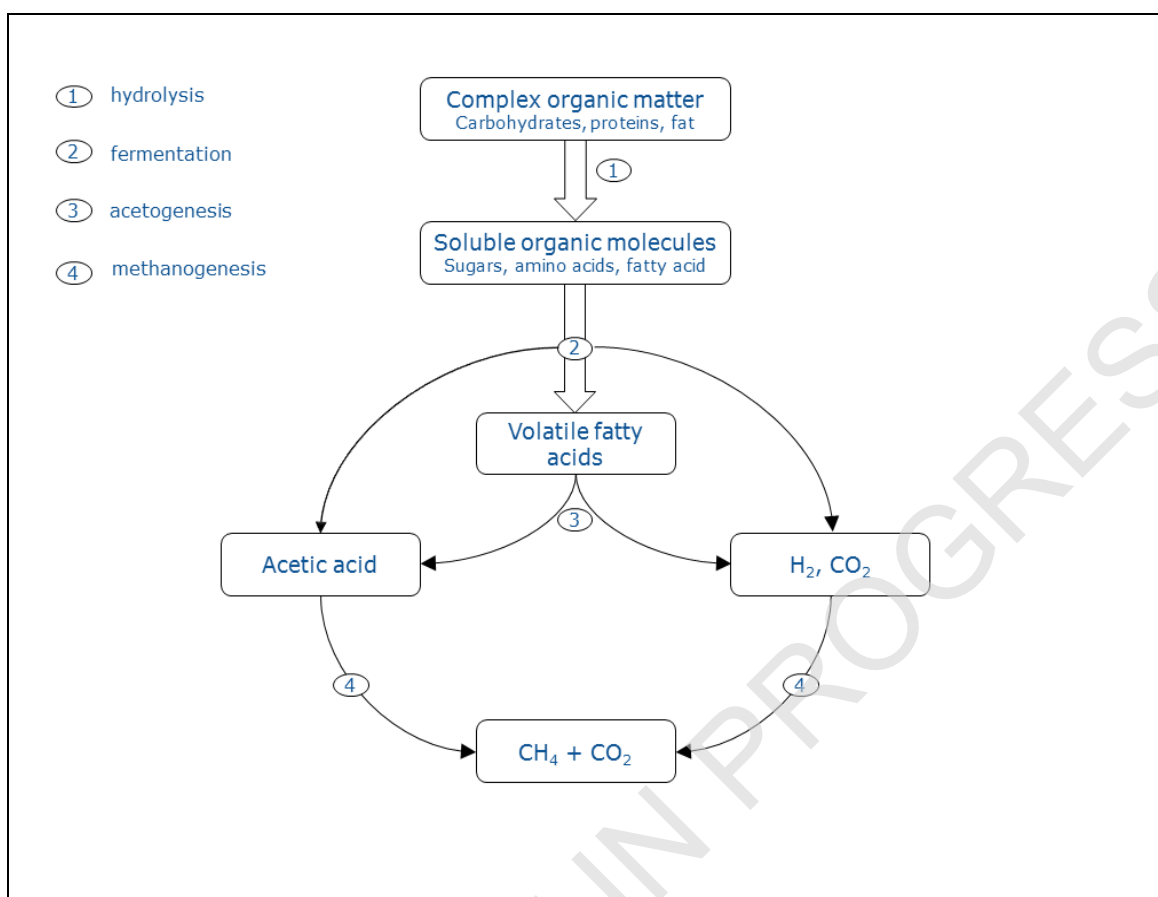 1 hydrolysis
2 fermentation
3 acetogenesis
4 methanogenesis
Complex organic matter
Carbohydrates, proteins, fat
1
Soluble organic molecules
Sugars, amino acids, fatty acid
2
Volatile fatty
acids
3
Acetic acid
H₂, CO₂
4
4
CH₄ + CO₂
IN PROGRESS